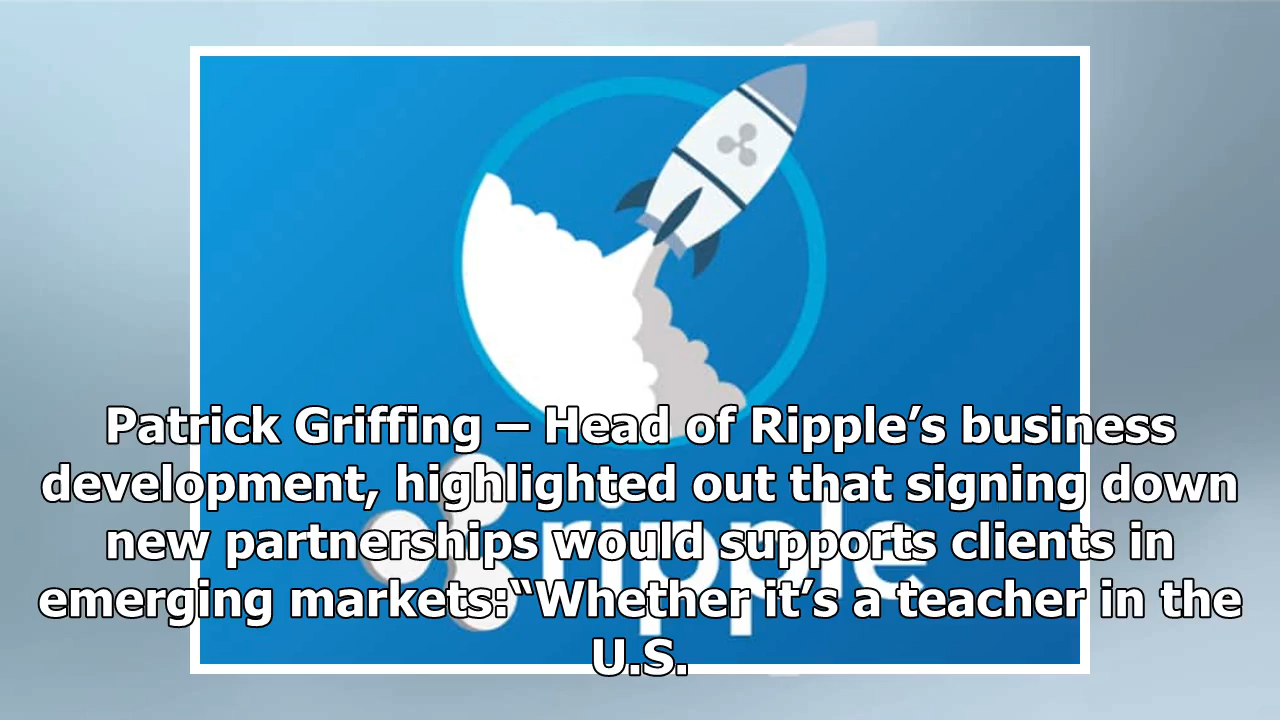 Patrick Griffing – Head of Ripple’s business
development, highlighted out that signing down
new partnerships would supports clients in
emerging markets:“Whether it’s a teacher in the
U.S.
ripple